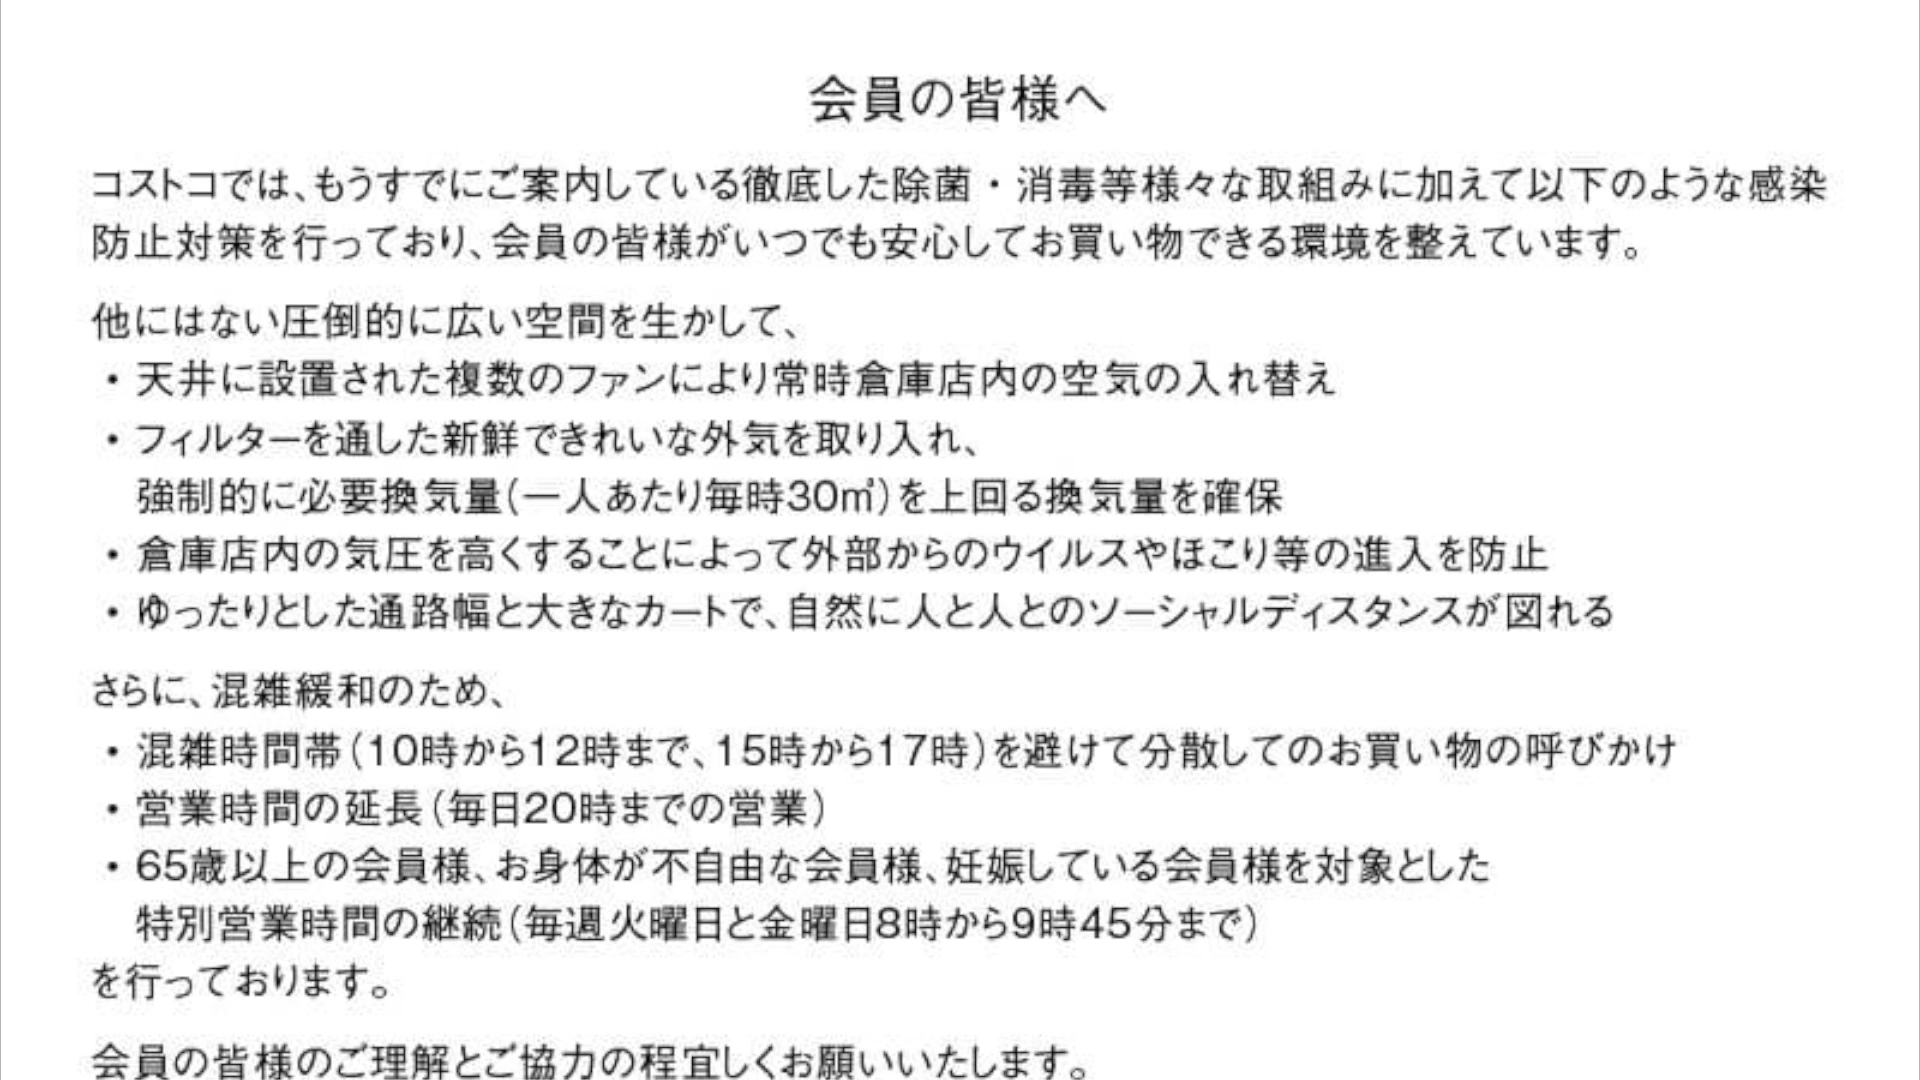 会員の皆様へ
コストコでは、もうすでにご案内している徹底した除菌・消毒等様々な取組みに加えて以下のような感染
防止対策を行っており、会員の皆様がいつでも安心してお買い物できる環境を整えています。
他にはない圧倒的に広い空間を生かして、
・天井に設置された複数のファンにより常時倉庫店内の空気の入れ替え
・フィルターを通した新鮮できれいな外気を取り入れ、
強制的に必要換気量(一人あたり毎時30㎥)を上回る換気量を確保
・倉庫店内の気圧を高くすることによって外部からのウイルスやほこり等の進入を防止
・ゆったりとした通路幅と大きなカートで、自然に人と人とのソーシャルディスタンスが図れる
さらに、混雑緩和のため、
・混雑時間帯(10時から12時まで、15時から17時)を避けて分散してのお買い物の呼びかけ
・営業時間の延長(毎日20時までの営業)
・65歳以上の会員様、お身体が不自由な会員様、妊娠している会員様を対象とした
特別営業時間の継続(毎週火曜日と金曜日8時から9時45分まで)
を行っております。
会員の皆様のご理解とご協力の程宜しくお願いいたします。